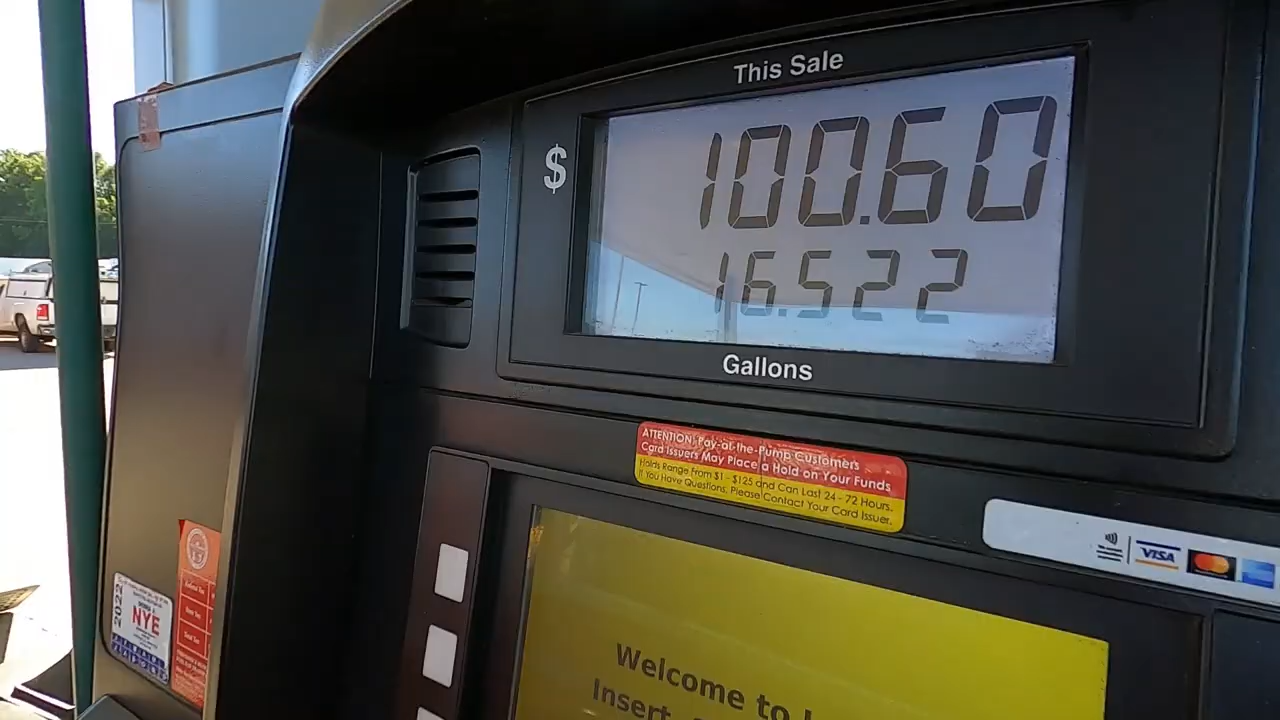 This Sale
$ 100.60
16.522
Gallons
ATTENTION! Pay-at-the-Pump Customers
Card Issuers May Place a Hold on Your Funds
Holds Range from $1 - $125 and Can Last 24 - 72 Hours.
If You Have Questions, Please Contact Your Card Issuer.
VISA
Welcome to
Insert
2022
NYE